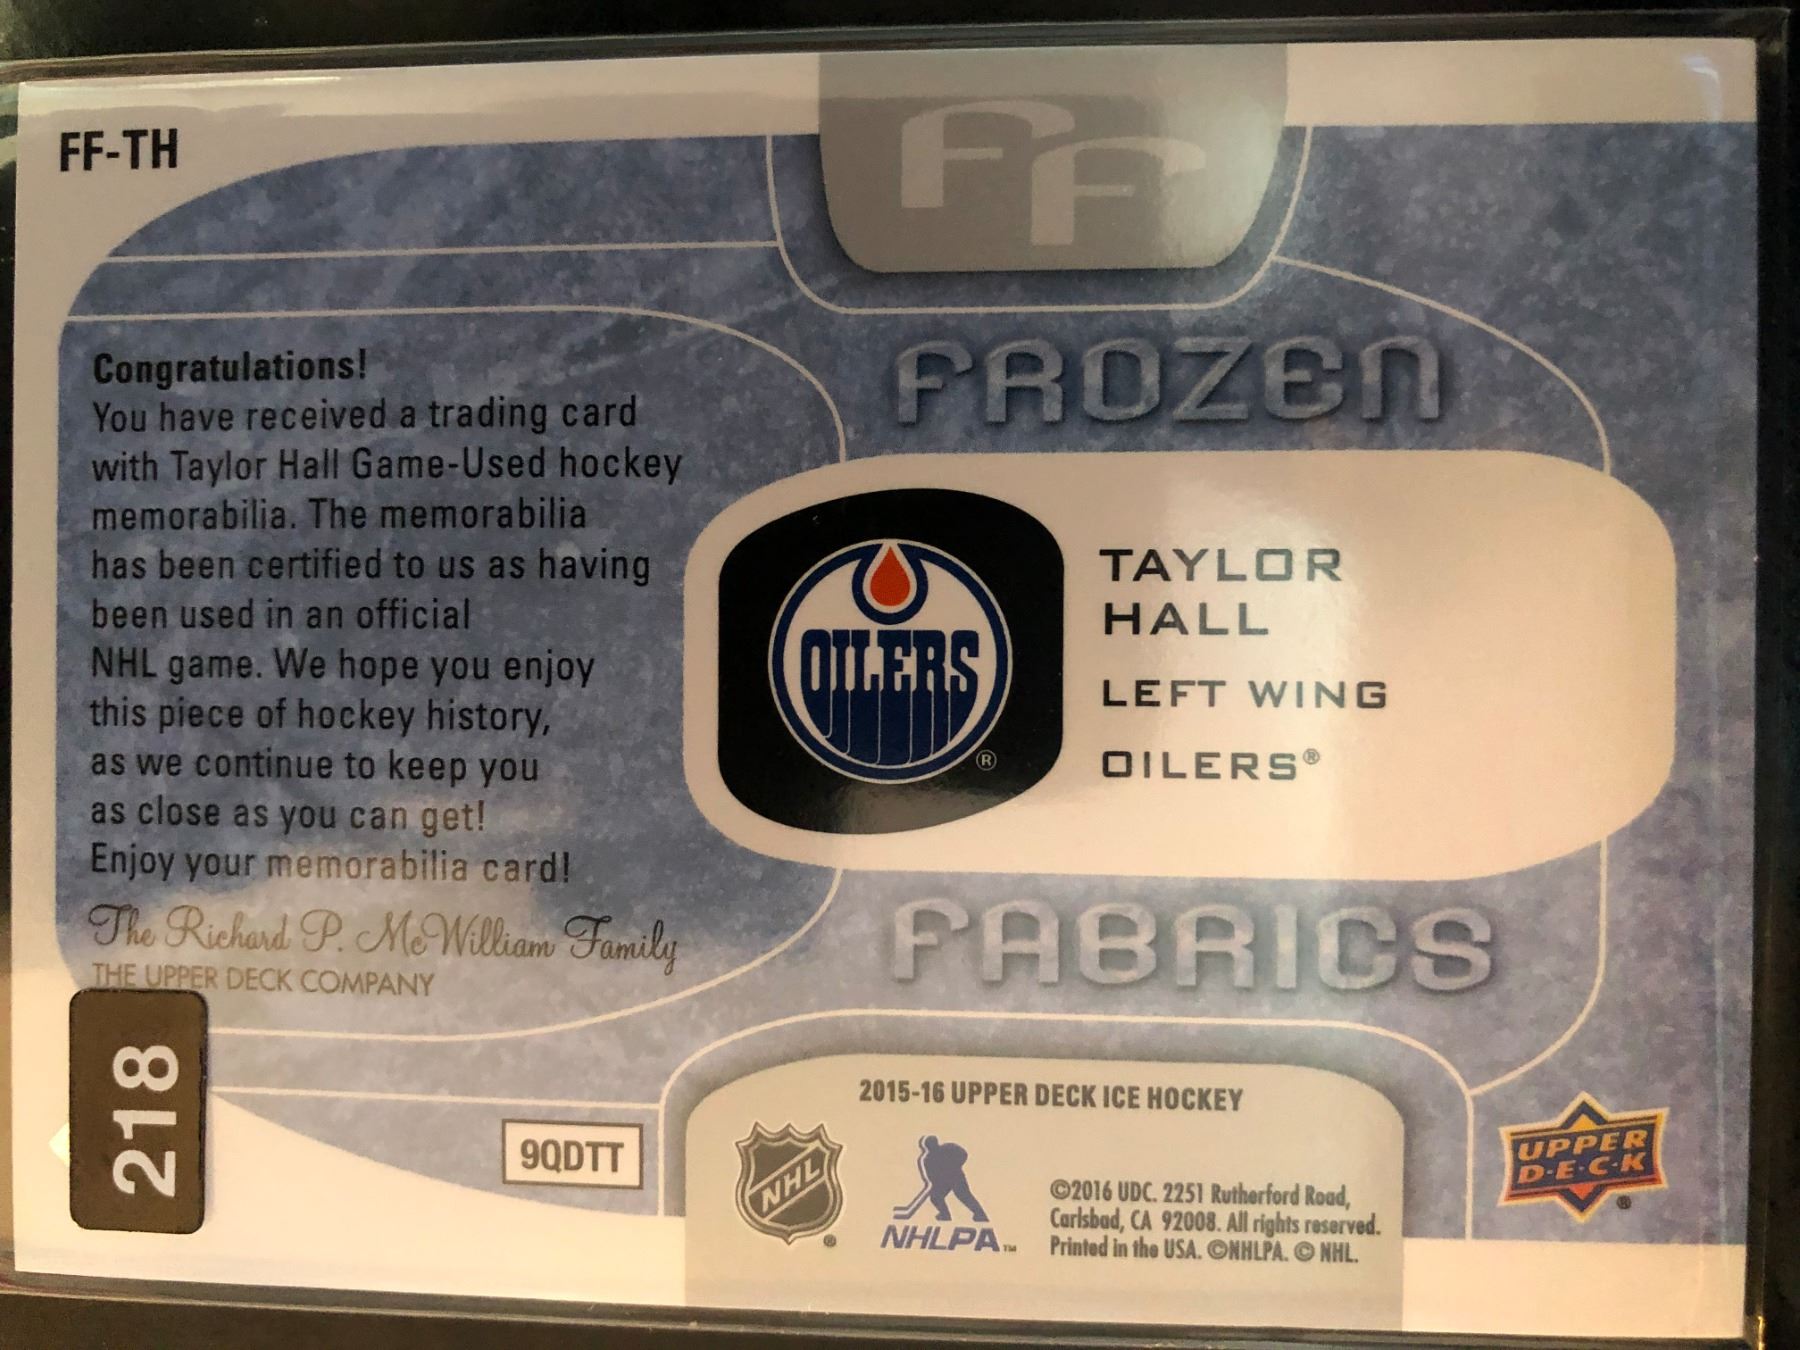 FF-TH
FF
Congratulations!
You have received a trading card
with Taylor Hall Game-Used hockey
memorabilia. The memorabilia
has been certified to us as having
been used in an official
NHL game. We hope you enjoy
this piece of hockey history,
as we continue to keep you
as close as you can get!
Enjoy your memorabilia card!
The Richard P. McWilliam Family
THE UPPER DECK COMPANY
FROZEN
OILERS
®
TAYLOR
HALL
LEFT WING
OILERS®
FABRICS
218
9QDTT
2015-16 UPPER DECK ICE HOCKEY
NHL
®
NHLPA™
©2016 UDC. 2251 Rutherford Road,
Carlsbad, CA 92008. All rights reserved.
Printed in the USA. ©NHLPA. © NHL.
UPPER
D·E·C·K
®